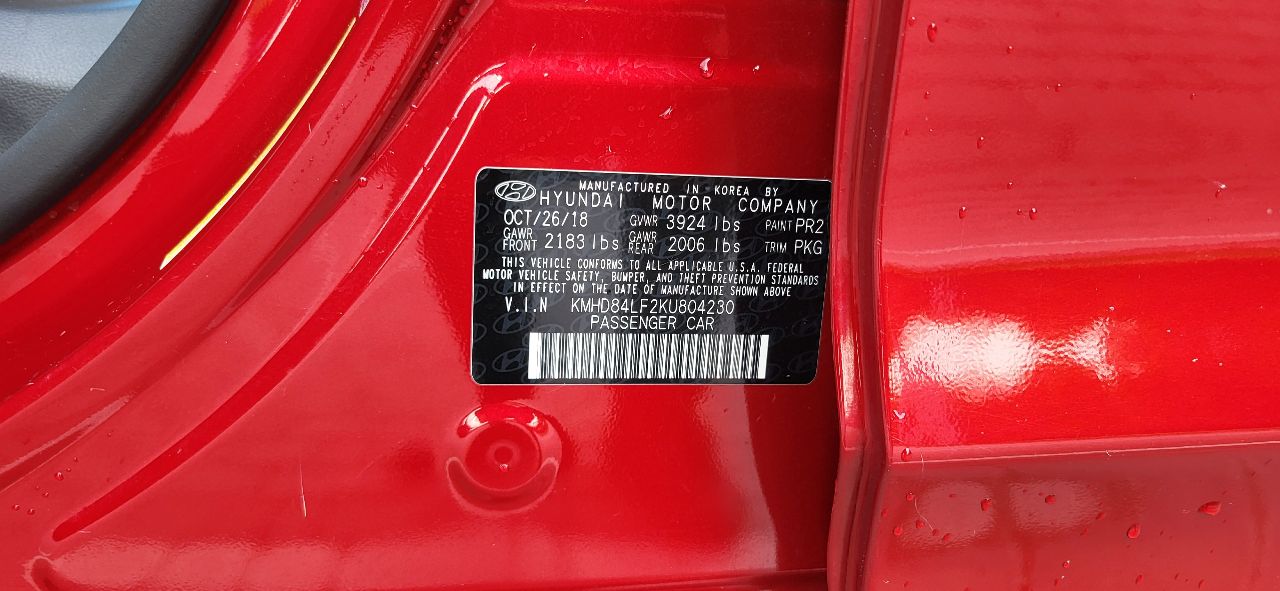 MANUFACTURED IN KOREA BY
HYUNDAI MOTOR COMPANY
OCT/26/18 GVWR 3924 lbs PAINT PR2
GAWR FRONT 2183 lbs GAWR REAR 2006 lbs TRIM PKG
THIS VEHICLE CONFORMS TO ALL APPLICABLE U.S.A. FEDERAL
MOTOR VEHICLE SAFETY, BUMPER, AND THEFT PREVENTION STANDARDS
IN EFFECT ON THE DATE OF MANUFACTURE SHOWN ABOVE
V.I.N KMHD84LF2KU804230
PASSENGER CAR